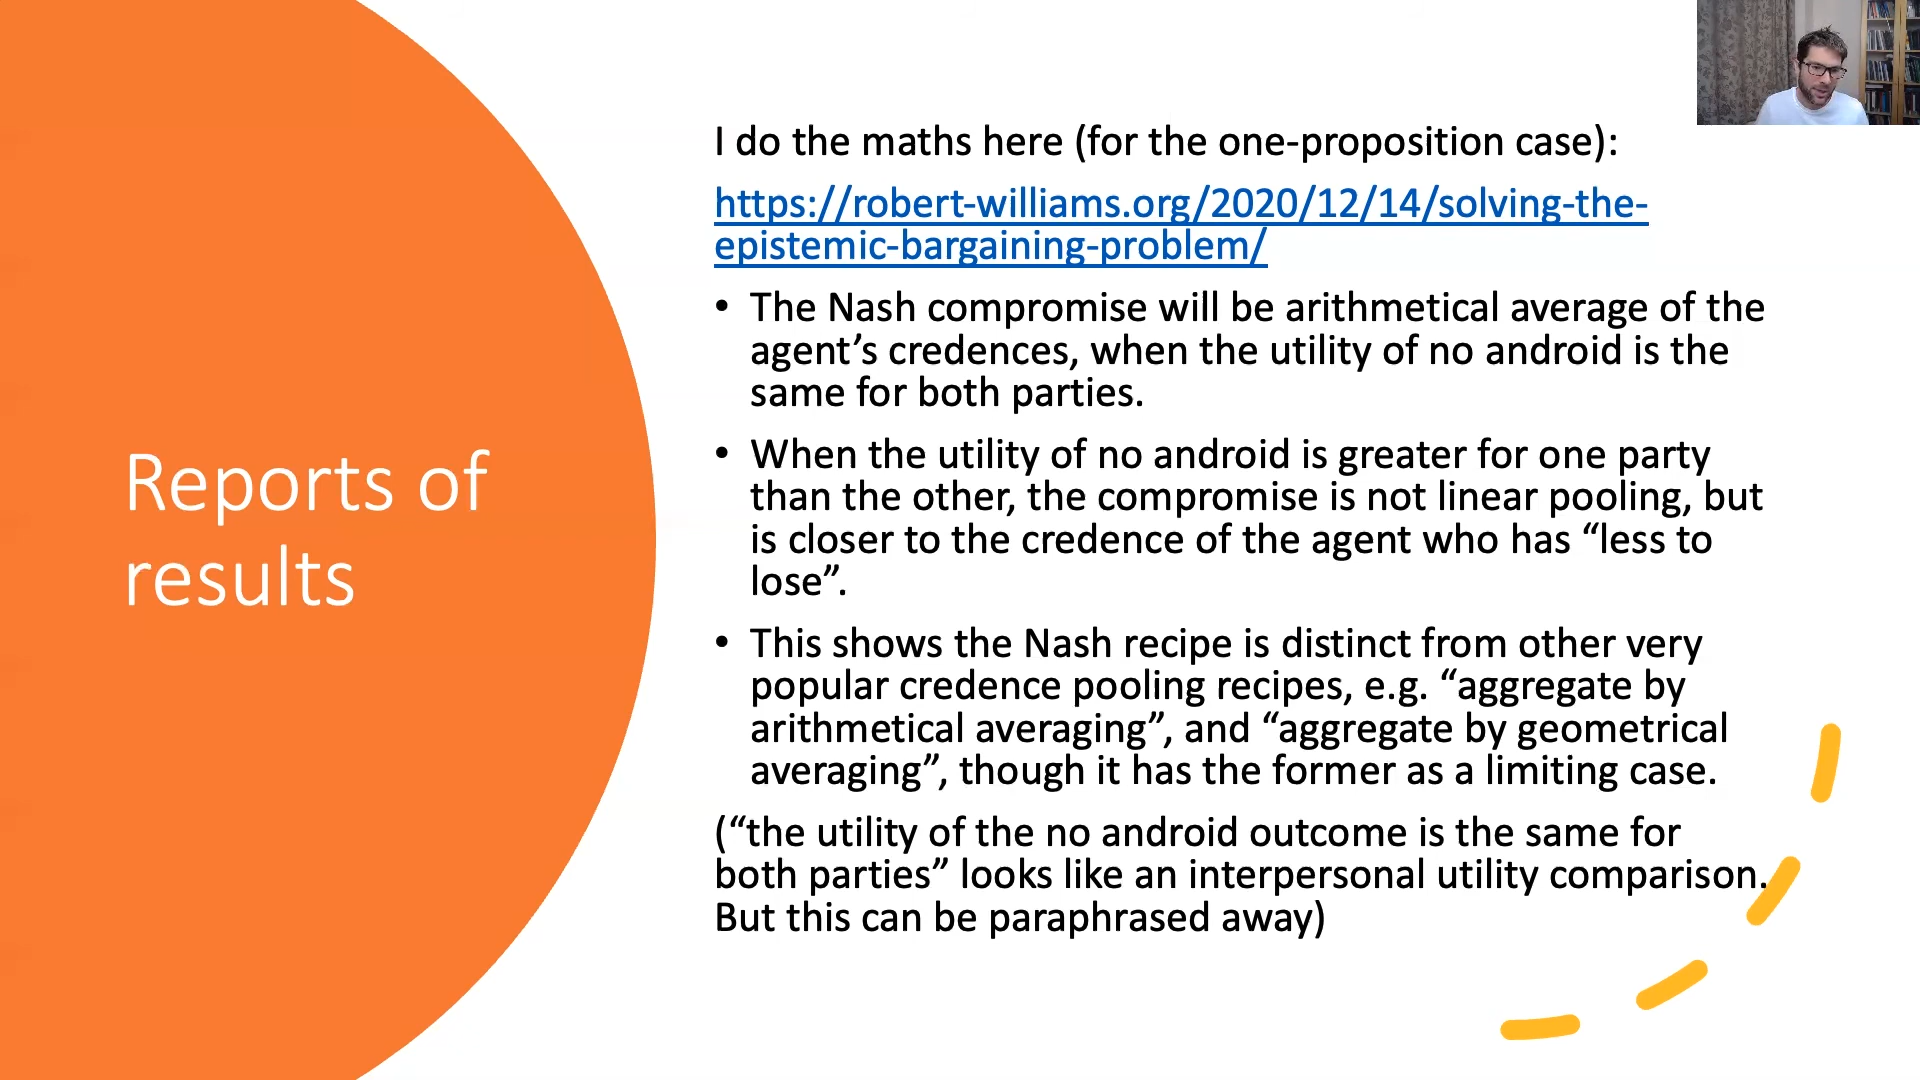 Reports of
results
I do the maths here (for the one-proposition case):
https://robert-williams.org/2020/12/14/solving-the-
epistemic-bargaining-problem/
• The Nash compromise will be arithmetical average of the
agent’s credences, when the utility of no android is the
same for both parties.
• When the utility of no android is greater for one party
than the other, the compromise is not linear pooling, but
is closer to the credence of the agent who has “less to
lose”.
• This shows the Nash recipe is distinct from other very
popular credence pooling recipes, e.g. “aggregate by
arithmetical averaging”, and “aggregate by geometrical
averaging”, though it has the former as a limiting case.
(“the utility of the no android outcome is the same for
both parties” looks like an interpersonal utility comparison.
But this can be paraphrased away)